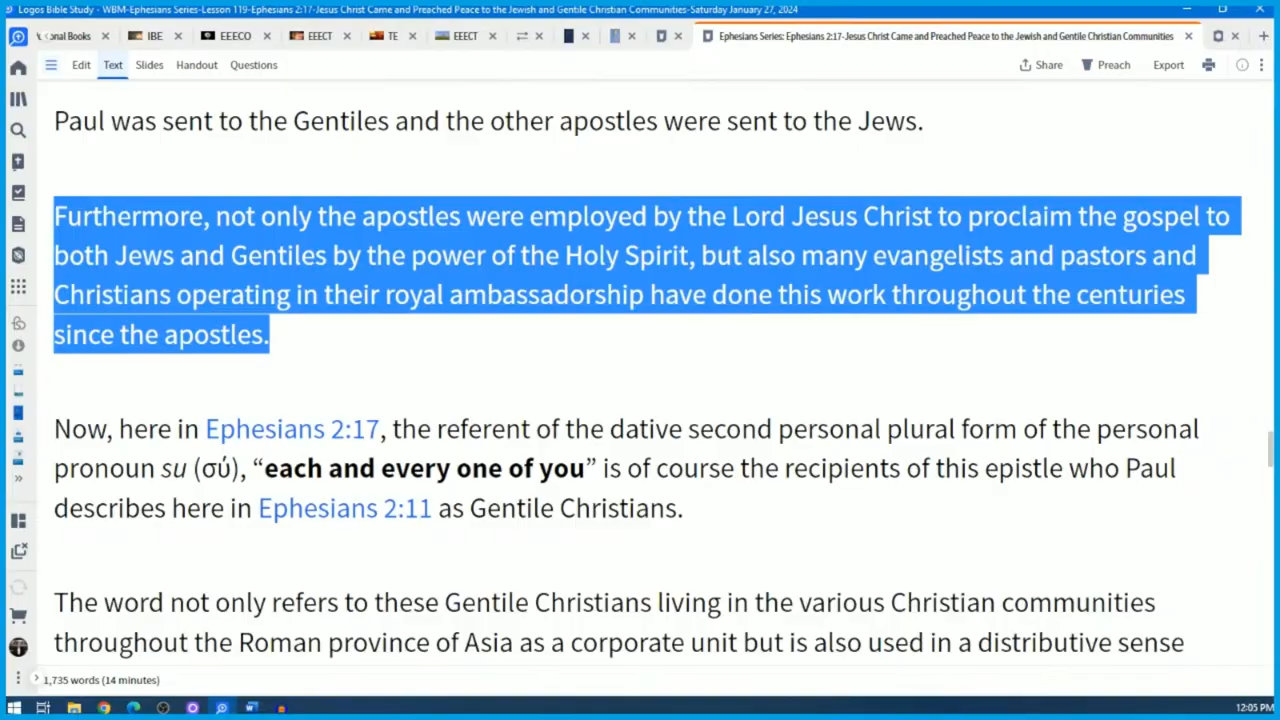 Logos Bible Study - WBM-Ephesians Series-Lesson 119-Ephesians 2:17-Jesus Christ Came and Preached Peace to the Jewish and Gentile Christian Communities-Saturday January 27, 2024
onal Books IBE EEECO EEECT TE EEECT Ephesians Series: Ephesians 2:17-Jesus Christ Came and Preached Peace to the Jewish and Gentile Christian Communities
Edit Text Slides Handout Questions Share Preach Export
Paul was sent to the Gentiles and the other apostles were sent to the Jews.
Furthermore, not only the apostles were employed by the Lord Jesus Christ to proclaim the gospel to
both Jews and Gentiles by the power of the Holy Spirit, but also many evangelists and pastors and
Christians operating in their royal ambassadorship have done this work throughout the centuries
since the apostles.
Now, here in Ephesians 2:17, the referent of the dative second personal plural form of the personal
pronoun su (σύ), “each and every one of you” is of course the recipients of this epistle who Paul
describes here in Ephesians 2:11 as Gentile Christians.
The word not only refers to these Gentile Christians living in the various Christian communities
throughout the Roman province of Asia as a corporate unit but is also used in a distributive sense
1,735 words (14 minutes)
12:05 PM